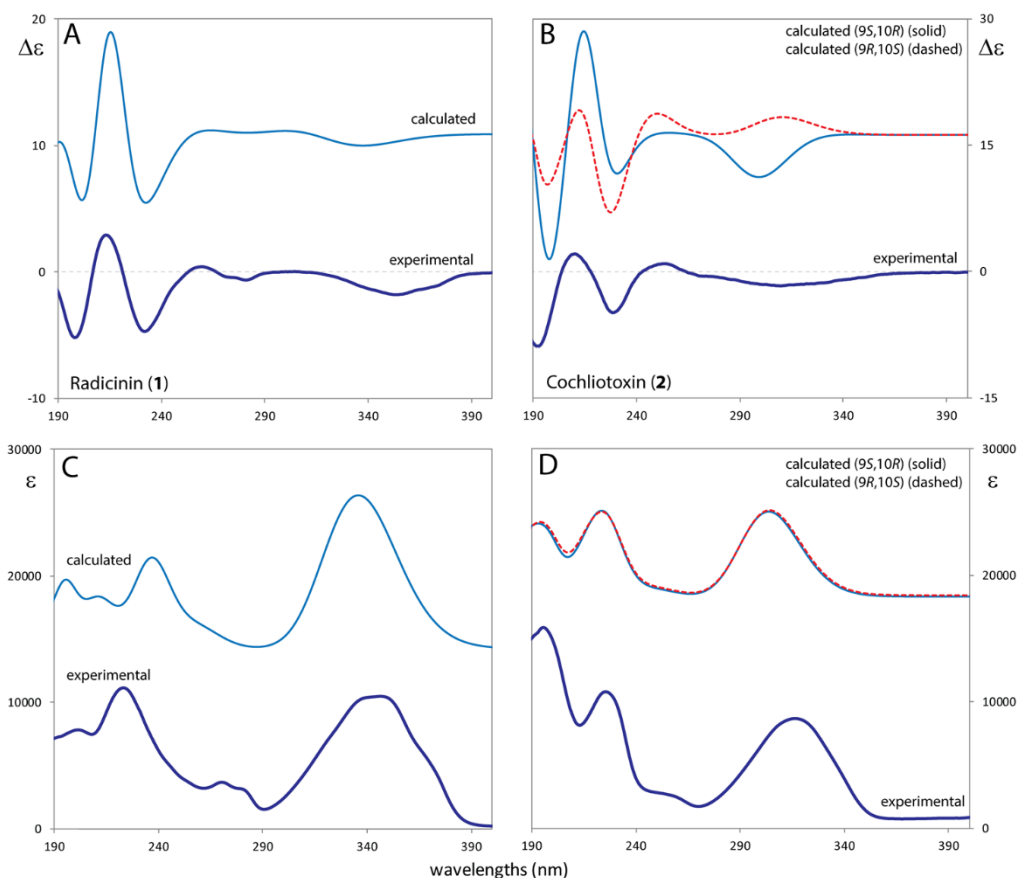 A
20
Δε
10
0
-10
calculated
experimental
Radicinin (1)
190
240
290
340
390
B
calculated (9S,10R) (solid)
calculated (9R,10S) (dashed)
30
Δε
15
0
-15
experimental
Cochliotoxin (2)
190
240
290
340
390
C
30000
ε
20000
10000
0
calculated
experimental
190
240
290
340
390
D
calculated (9S,10R) (solid)
calculated (9R,10S) (dashed)
30000
ε
20000
10000
0
experimental
190
240
290
340
390
wavelengths (nm)